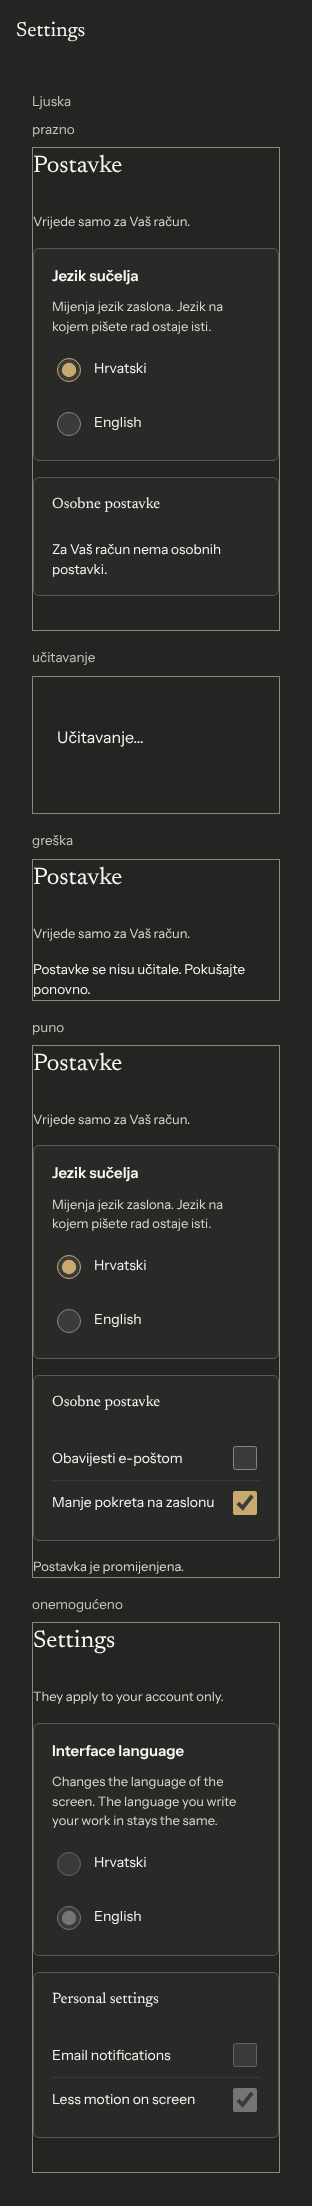 Settings
Ljuska
prazno
Postavke
Vrijede samo za Vaš račun.
Jezik sučelja
Mijenja jezik zaslona. Jezik na
kojem pišete rad ostaje isti.
Hrvatski
English
Osobne postavke
Za Vaš račun nema osobnih
postavki.
učitavanje
Učitavanje…
greška
Postavke
Vrijede samo za Vaš račun.
Postavke se nisu učitale. Pokušajte
ponovno.
puno
Postavke
Vrijede samo za Vaš račun.
Jezik sučelja
Mijenja jezik zaslona. Jezik na
kojem pišete rad ostaje isti.
Hrvatski
English
Osobne postavke
Obavijesti e-poštom
Manje pokreta na zaslonu
Postavka je promijenjena.
onemogućeno
Settings
They apply to your account only.
Interface language
Changes the language of the
screen. The language you write
your work in stays the same.
Hrvatski
English
Personal settings
Email notifications
Less motion on screen